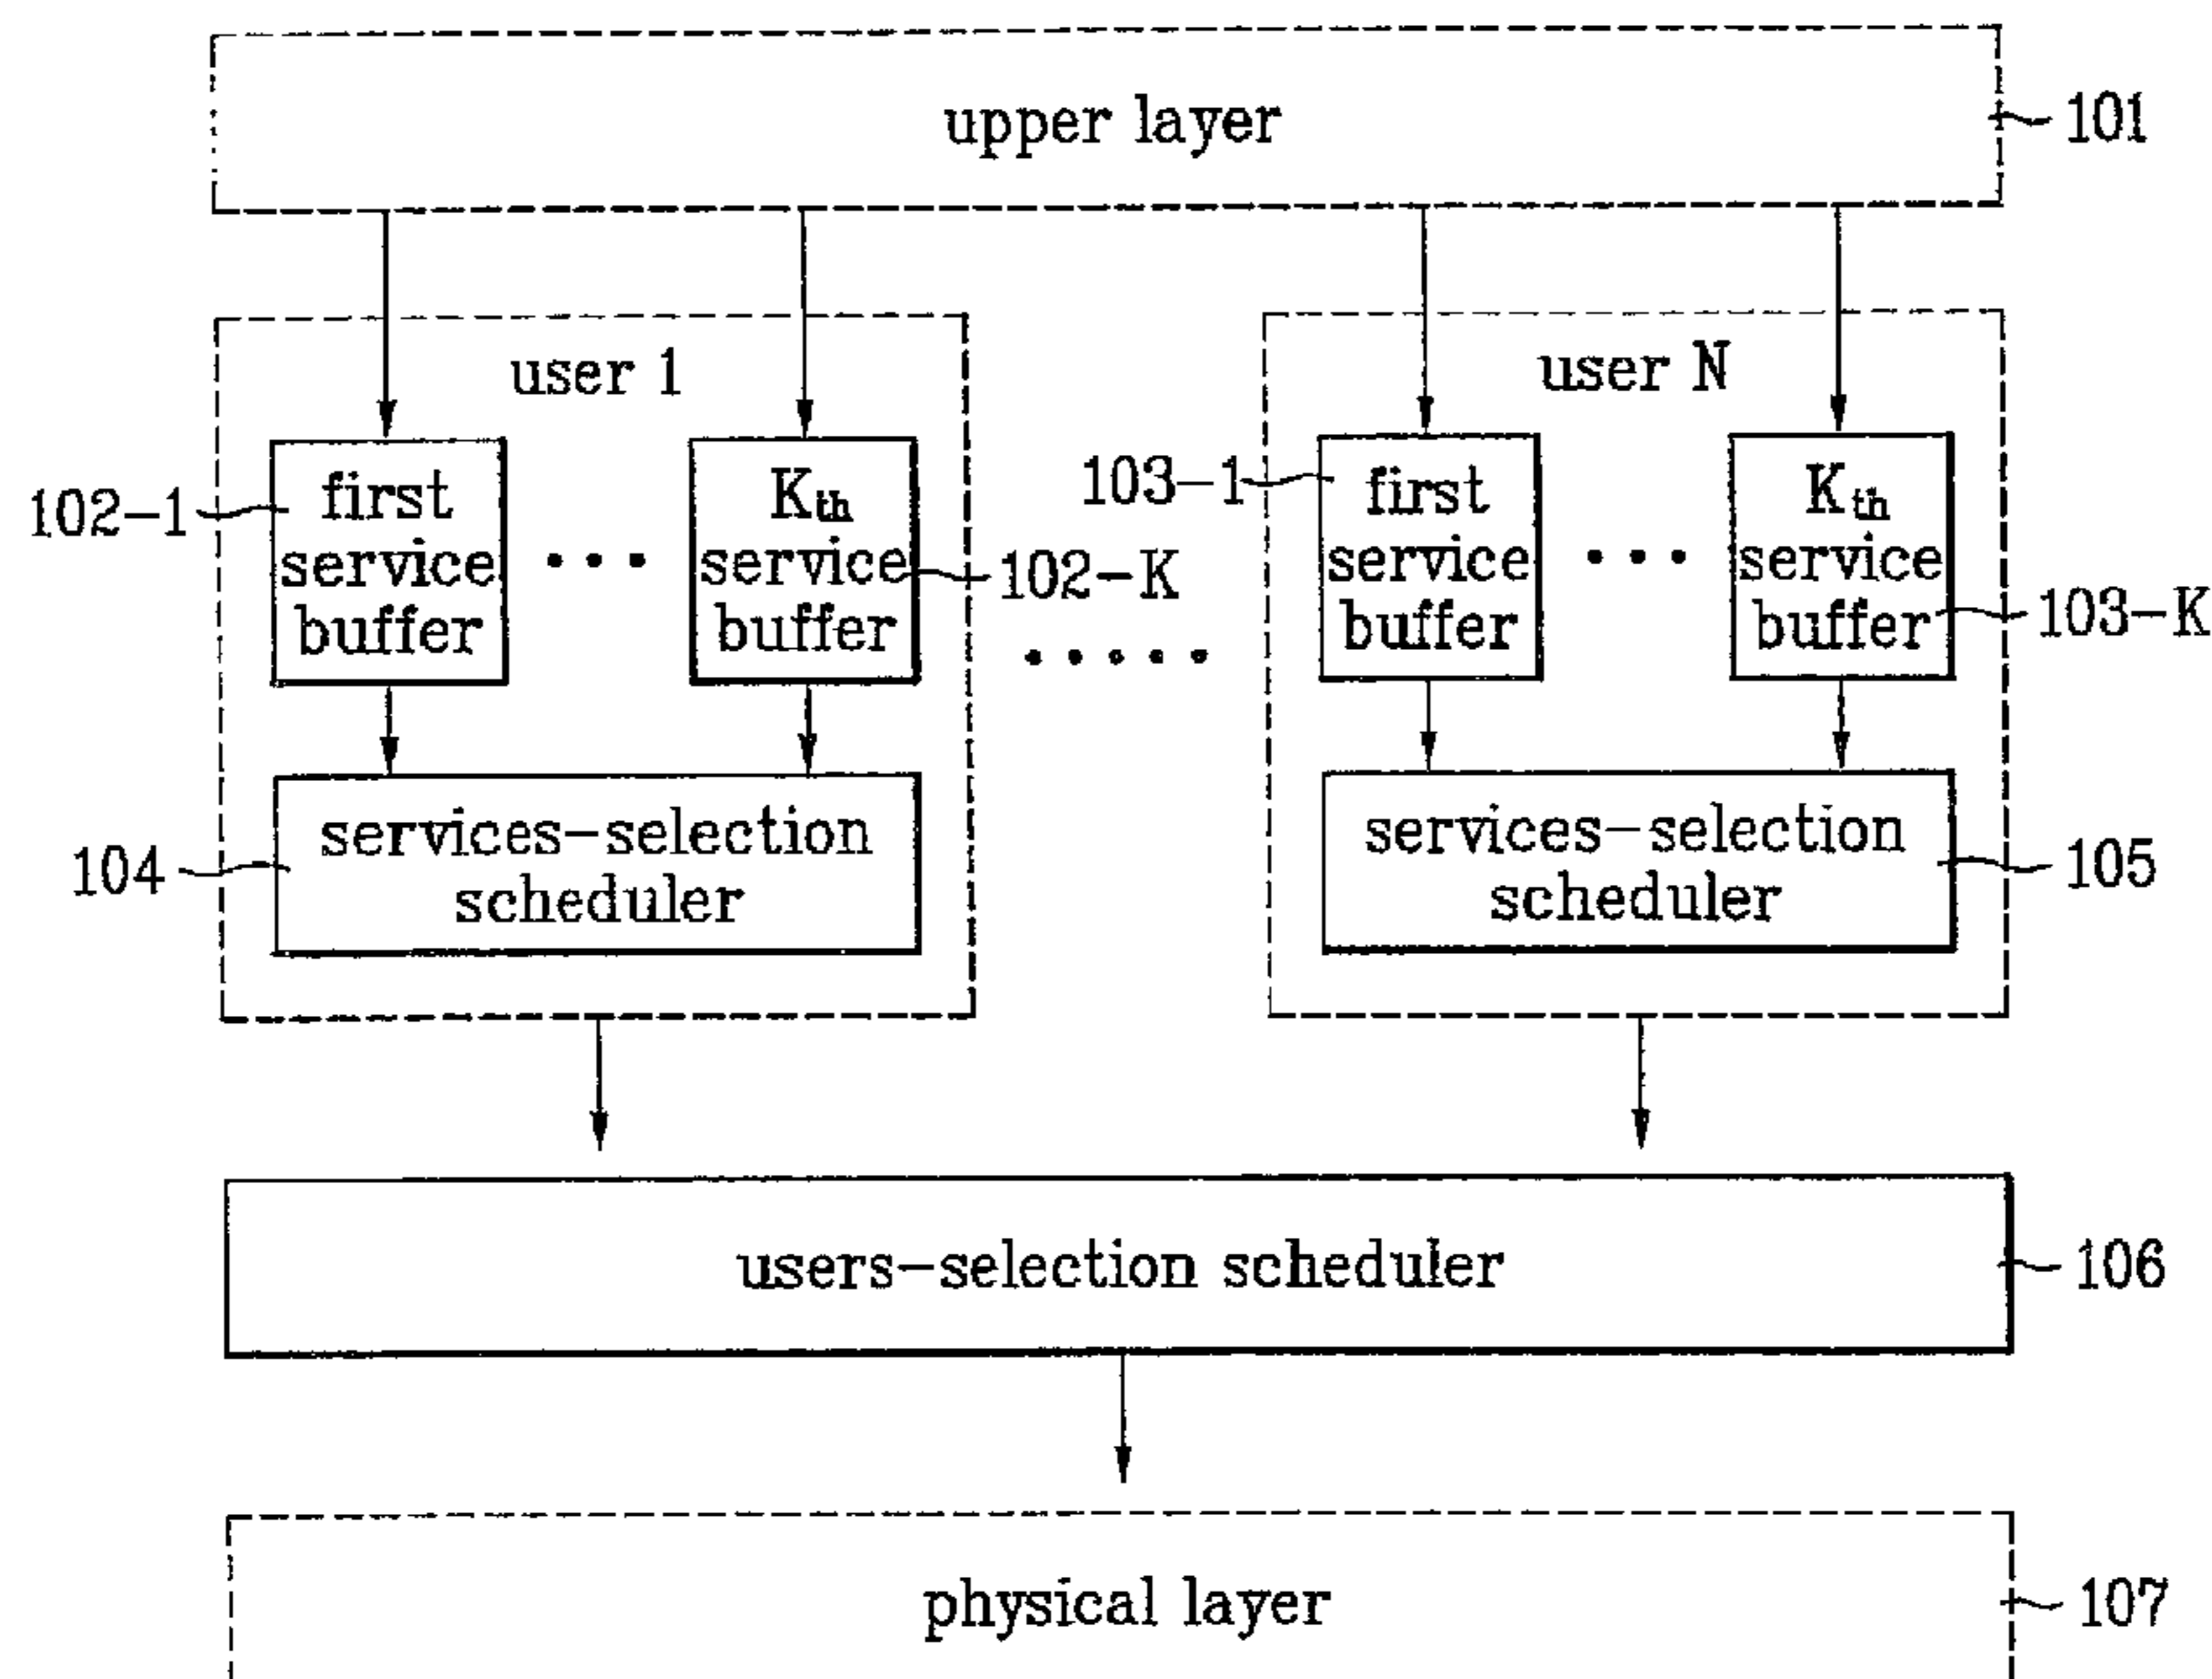 upper layer
101
user 1
user N
102-1
first
service
buffer
• • •
Kth
service
buffer
102-K
• • • • •
103-1
first
service
buffer
• • •
Kth
service
buffer
103-K
104
services-selection
scheduler
services-selection
scheduler
105
users-selection scheduler
106
physical layer
107